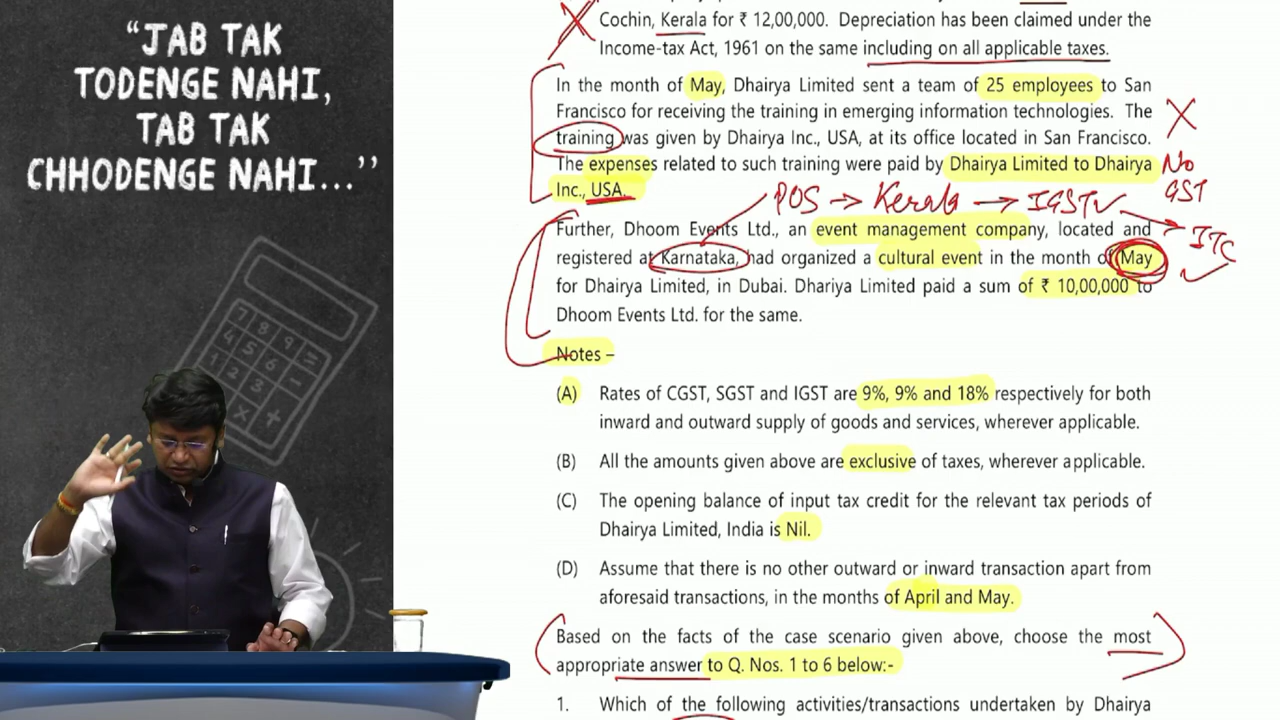 “JAB TAK
TODENGE NAHI,
TAB TAK
CHHODENGE NAHI...’’
7 8 9
4 5 6
1 2 3
Cochin, Kerala for ₹ 12,00,000. Depreciation has been claimed under the
Income-tax Act, 1961 on the same including on all applicable taxes.
In the month of May, Dhairya Limited sent a team of 25 employees to San
Francisco for receiving the training in emerging information technologies. The
training was given by Dhairya Inc., USA, at its office located in San Francisco.
The expenses related to such training were paid by Dhairya Limited to Dhairya
Inc., USA.
No
GST
POS → Kerala → IGST
ITC
Further, Dhoom Events Ltd., an event management company, located and
registered at Karnataka, had organized a cultural event in the month of May
for Dhairya Limited, in Dubai. Dhariya Limited paid a sum of ₹ 10,00,000 to
Dhoom Events Ltd. for the same.
Notes –
(A) Rates of CGST, SGST and IGST are 9%, 9% and 18% respectively for both
inward and outward supply of goods and services, wherever applicable.
(B) All the amounts given above are exclusive of taxes, wherever applicable.
(C) The opening balance of input tax credit for the relevant tax periods of
Dhairya Limited, India is Nil.
(D) Assume that there is no other outward or inward transaction apart from
aforesaid transactions, in the months of April and May.
Based on the facts of the case scenario given above, choose the most
appropriate answer to Q. Nos. 1 to 6 below:-
1. Which of the following activities/transactions undertaken by Dhairya